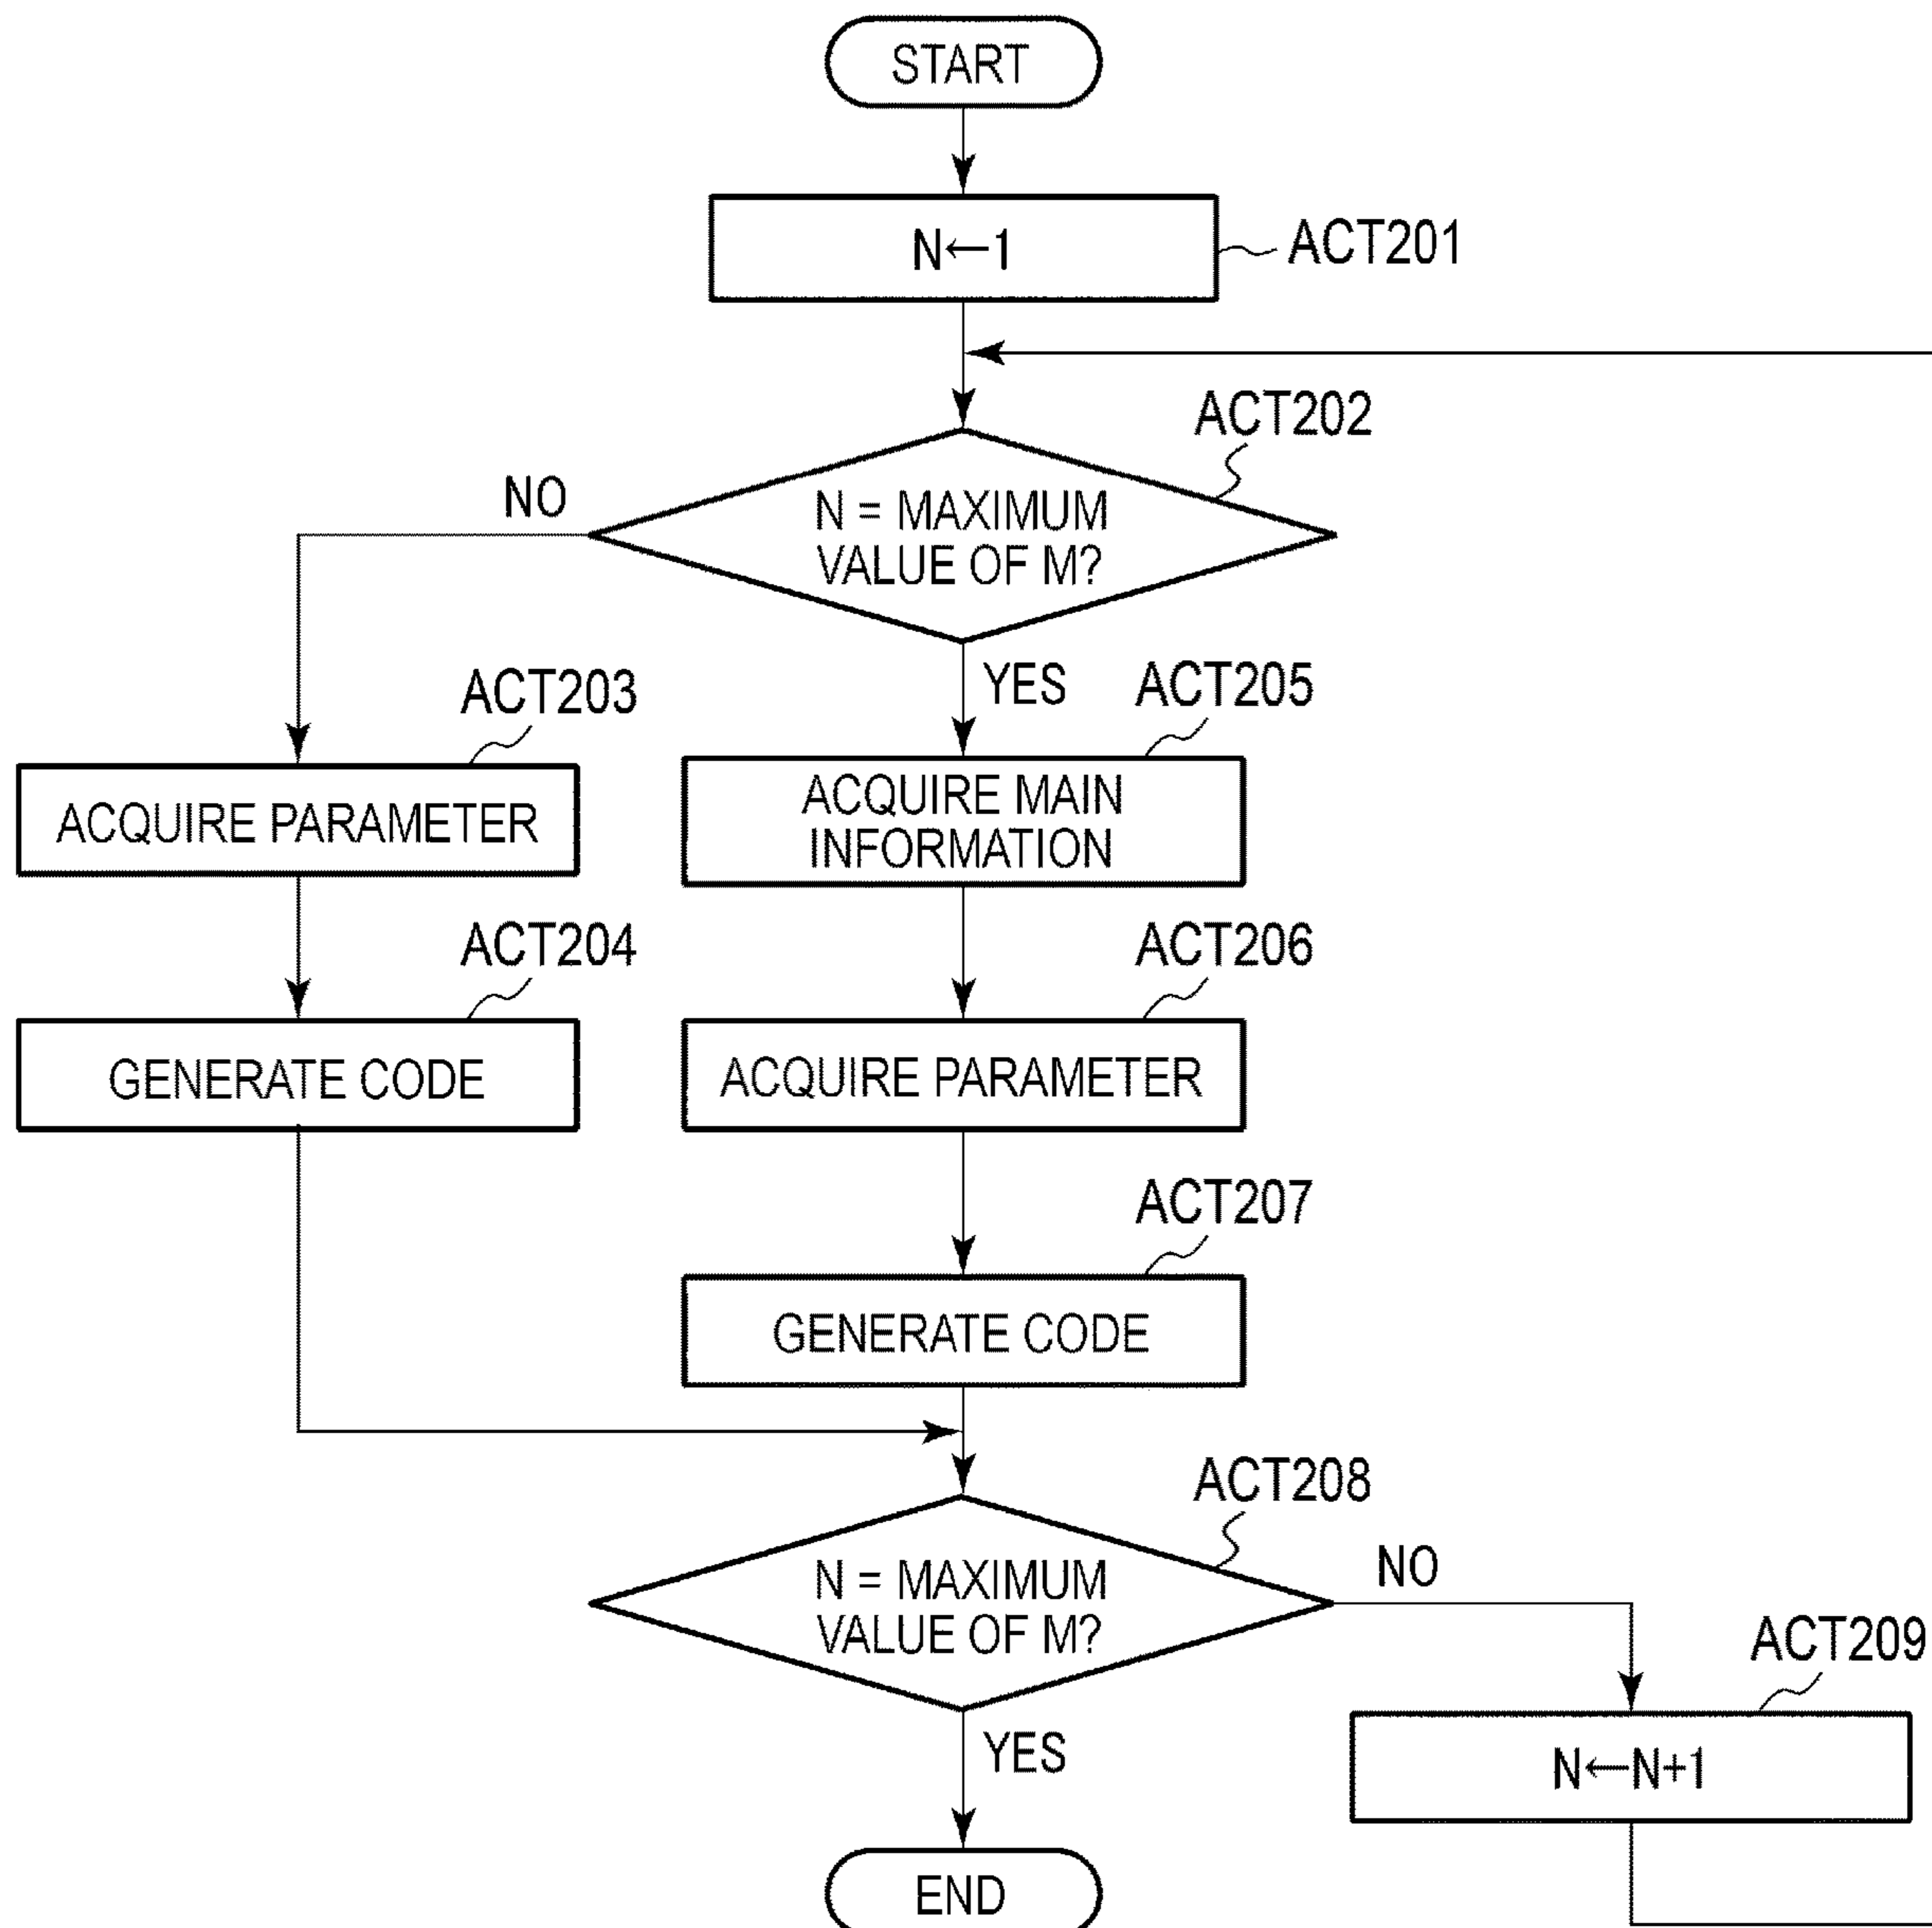 START
N←1
ACT201
ACT202
NO
N = MAXIMUM
VALUE OF M?
YES
ACT203
ACT205
ACQUIRE PARAMETER
ACQUIRE MAIN
INFORMATION
ACT204
ACT206
GENERATE CODE
ACQUIRE PARAMETER
ACT207
GENERATE CODE
ACT208
N = MAXIMUM
VALUE OF M?
NO
YES
ACT209
N←N+1
END